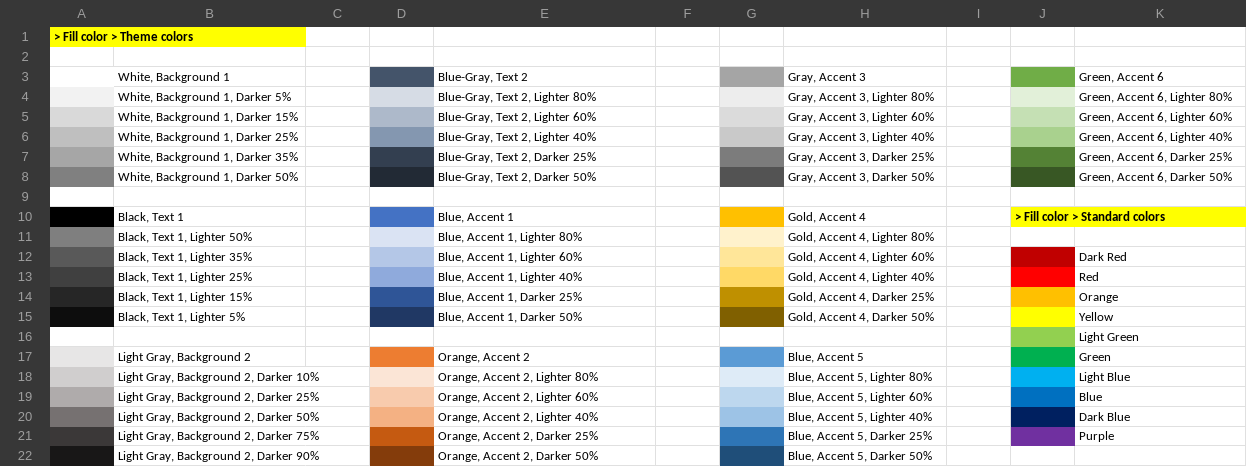 A B C D E F G H I J K
1 > Fill color > Theme colors
2
3 White, Background 1 Blue-Gray, Text 2 Gray, Accent 3 Green, Accent 6
4 White, Background 1, Darker 5% Blue-Gray, Text 2, Lighter 80% Gray, Accent 3, Lighter 80% Green, Accent 6, Lighter 80%
5 White, Background 1, Darker 15% Blue-Gray, Text 2, Lighter 60% Gray, Accent 3, Lighter 60% Green, Accent 6, Lighter 60%
6 White, Background 1, Darker 25% Blue-Gray, Text 2, Lighter 40% Gray, Accent 3, Lighter 40% Green, Accent 6, Lighter 40%
7 White, Background 1, Darker 35% Blue-Gray, Text 2, Darker 25% Gray, Accent 3, Darker 25% Green, Accent 6, Darker 25%
8 White, Background 1, Darker 50% Blue-Gray, Text 2, Darker 50% Gray, Accent 3, Darker 50% Green, Accent 6, Darker 50%
9
10 Black, Text 1 Blue, Accent 1 Gold, Accent 4 > Fill color > Standard colors
11 Black, Text 1, Lighter 50% Blue, Accent 1, Lighter 80% Gold, Accent 4, Lighter 80%
12 Black, Text 1, Lighter 35% Blue, Accent 1, Lighter 60% Gold, Accent 4, Lighter 60% Dark Red
13 Black, Text 1, Lighter 25% Blue, Accent 1, Lighter 40% Gold, Accent 4, Lighter 40% Red
14 Black, Text 1, Lighter 15% Blue, Accent 1, Darker 25% Gold, Accent 4, Darker 25% Orange
15 Black, Text 1, Lighter 5% Blue, Accent 1, Darker 50% Gold, Accent 4, Darker 50% Yellow
16 Light Green
17 Light Gray, Background 2 Orange, Accent 2 Blue, Accent 5 Green
18 Light Gray, Background 2, Darker 10% Orange, Accent 2, Lighter 80% Blue, Accent 5, Lighter 80% Light Blue
19 Light Gray, Background 2, Darker 25% Orange, Accent 2, Lighter 60% Blue, Accent 5, Lighter 60% Blue
20 Light Gray, Background 2, Darker 50% Orange, Accent 2, Lighter 40% Blue, Accent 5, Lighter 40% Dark Blue
21 Light Gray, Background 2, Darker 75% Orange, Accent 2, Darker 25% Blue, Accent 5, Darker 25% Purple
22 Light Gray, Background 2, Darker 90% Orange, Accent 2, Darker 50% Blue, Accent 5, Darker 50%